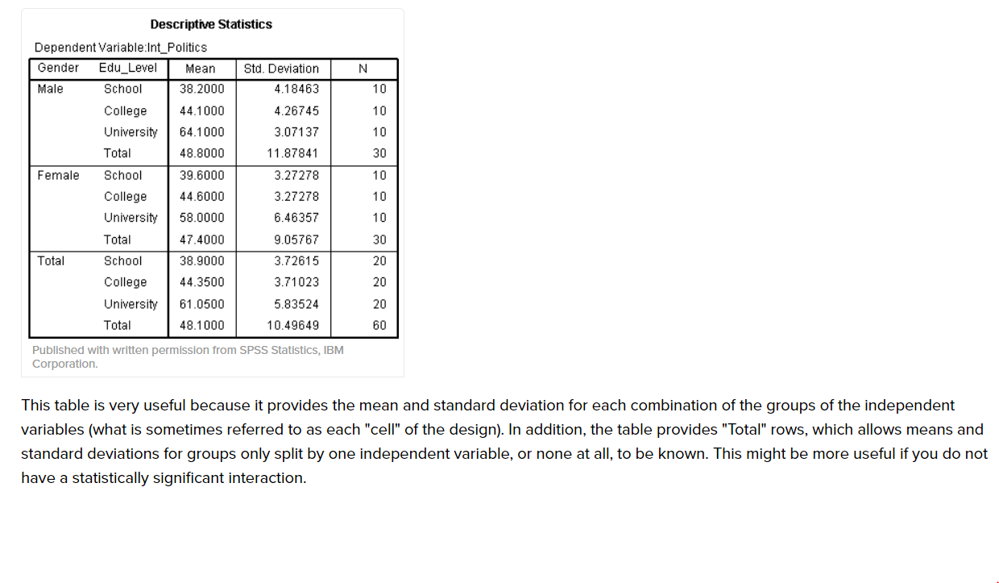 Descriptive Statistics
Dependent Variable:Int_Politics
Gender Edu_Level Mean Std. Deviation N
Male School 38.2000 4.18463 10
College 44.1000 4.26745 10
University 64.1000 3.07137 10
Total 48.8000 11.87841 30
Female School 39.6000 3.27278 10
College 44.6000 3.27278 10
University 58.0000 6.46357 10
Total 47.4000 9.05767 30
Total School 38.9000 3.72615 20
College 44.3500 3.71023 20
University 61.0500 5.83524 20
Total 48.1000 10.49649 60
Published with written permission from SPSS Statistics, IBM
Corporation.
This table is very useful because it provides the mean and standard deviation for each combination of the groups of the independent
variables (what is sometimes referred to as each "cell" of the design). In addition, the table provides "Total" rows, which allows means and
standard deviations for groups only split by one independent variable, or none at all, to be known. This might be more useful if you do not
have a statistically significant interaction.